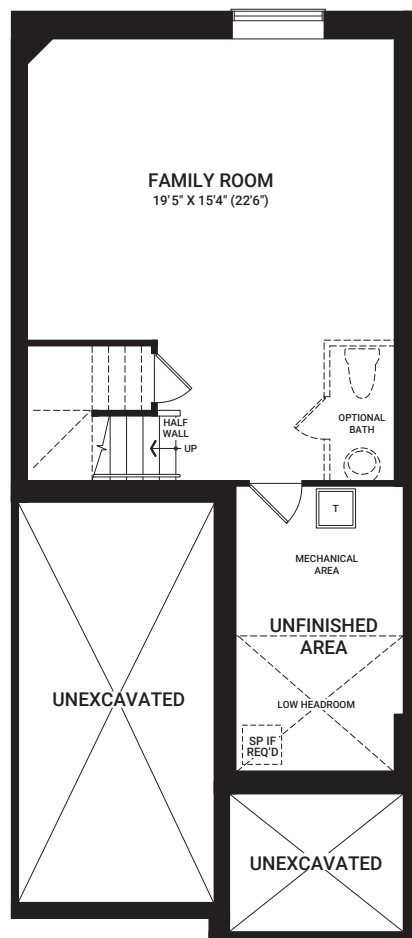 FAMILY ROOM
19'5" X 15'4" (22'6")
HALF
WALL
UP
OPTIONAL
BATH
T
MECHANICAL
AREA
UNFINISHED
AREA
LOW HEADROOM
SP IF
REQ'D
UNEXCAVATED
UNEXCAVATED